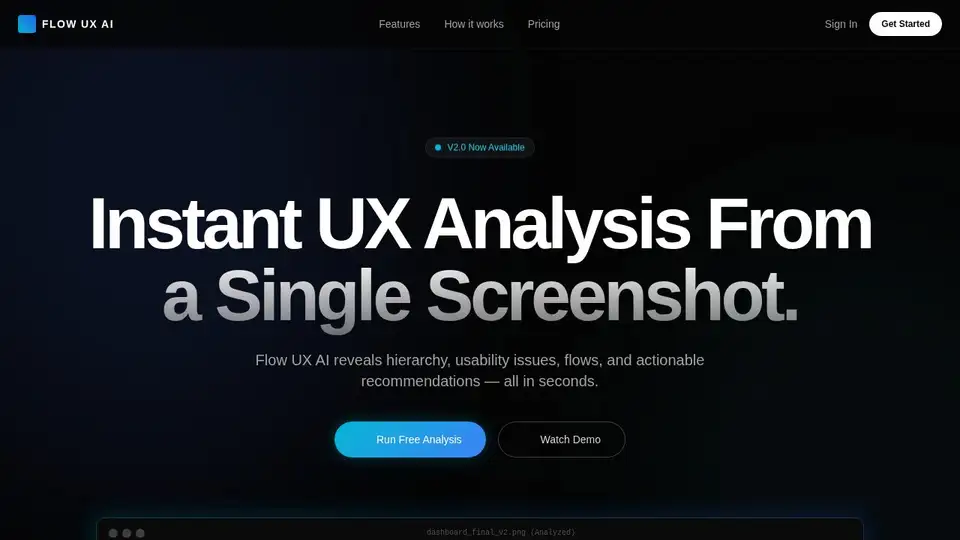 FLOW UX AI
Features
How it works
Pricing
Sign In
Get Started
V2.0 Now Available
Instant UX Analysis From
a Single Screenshot.
Flow UX AI reveals hierarchy, usability issues, flows, and actionable
recommendations — all in seconds.
Run Free Analysis
Watch Demo
dashboard_final_v2.png (Analyzed)